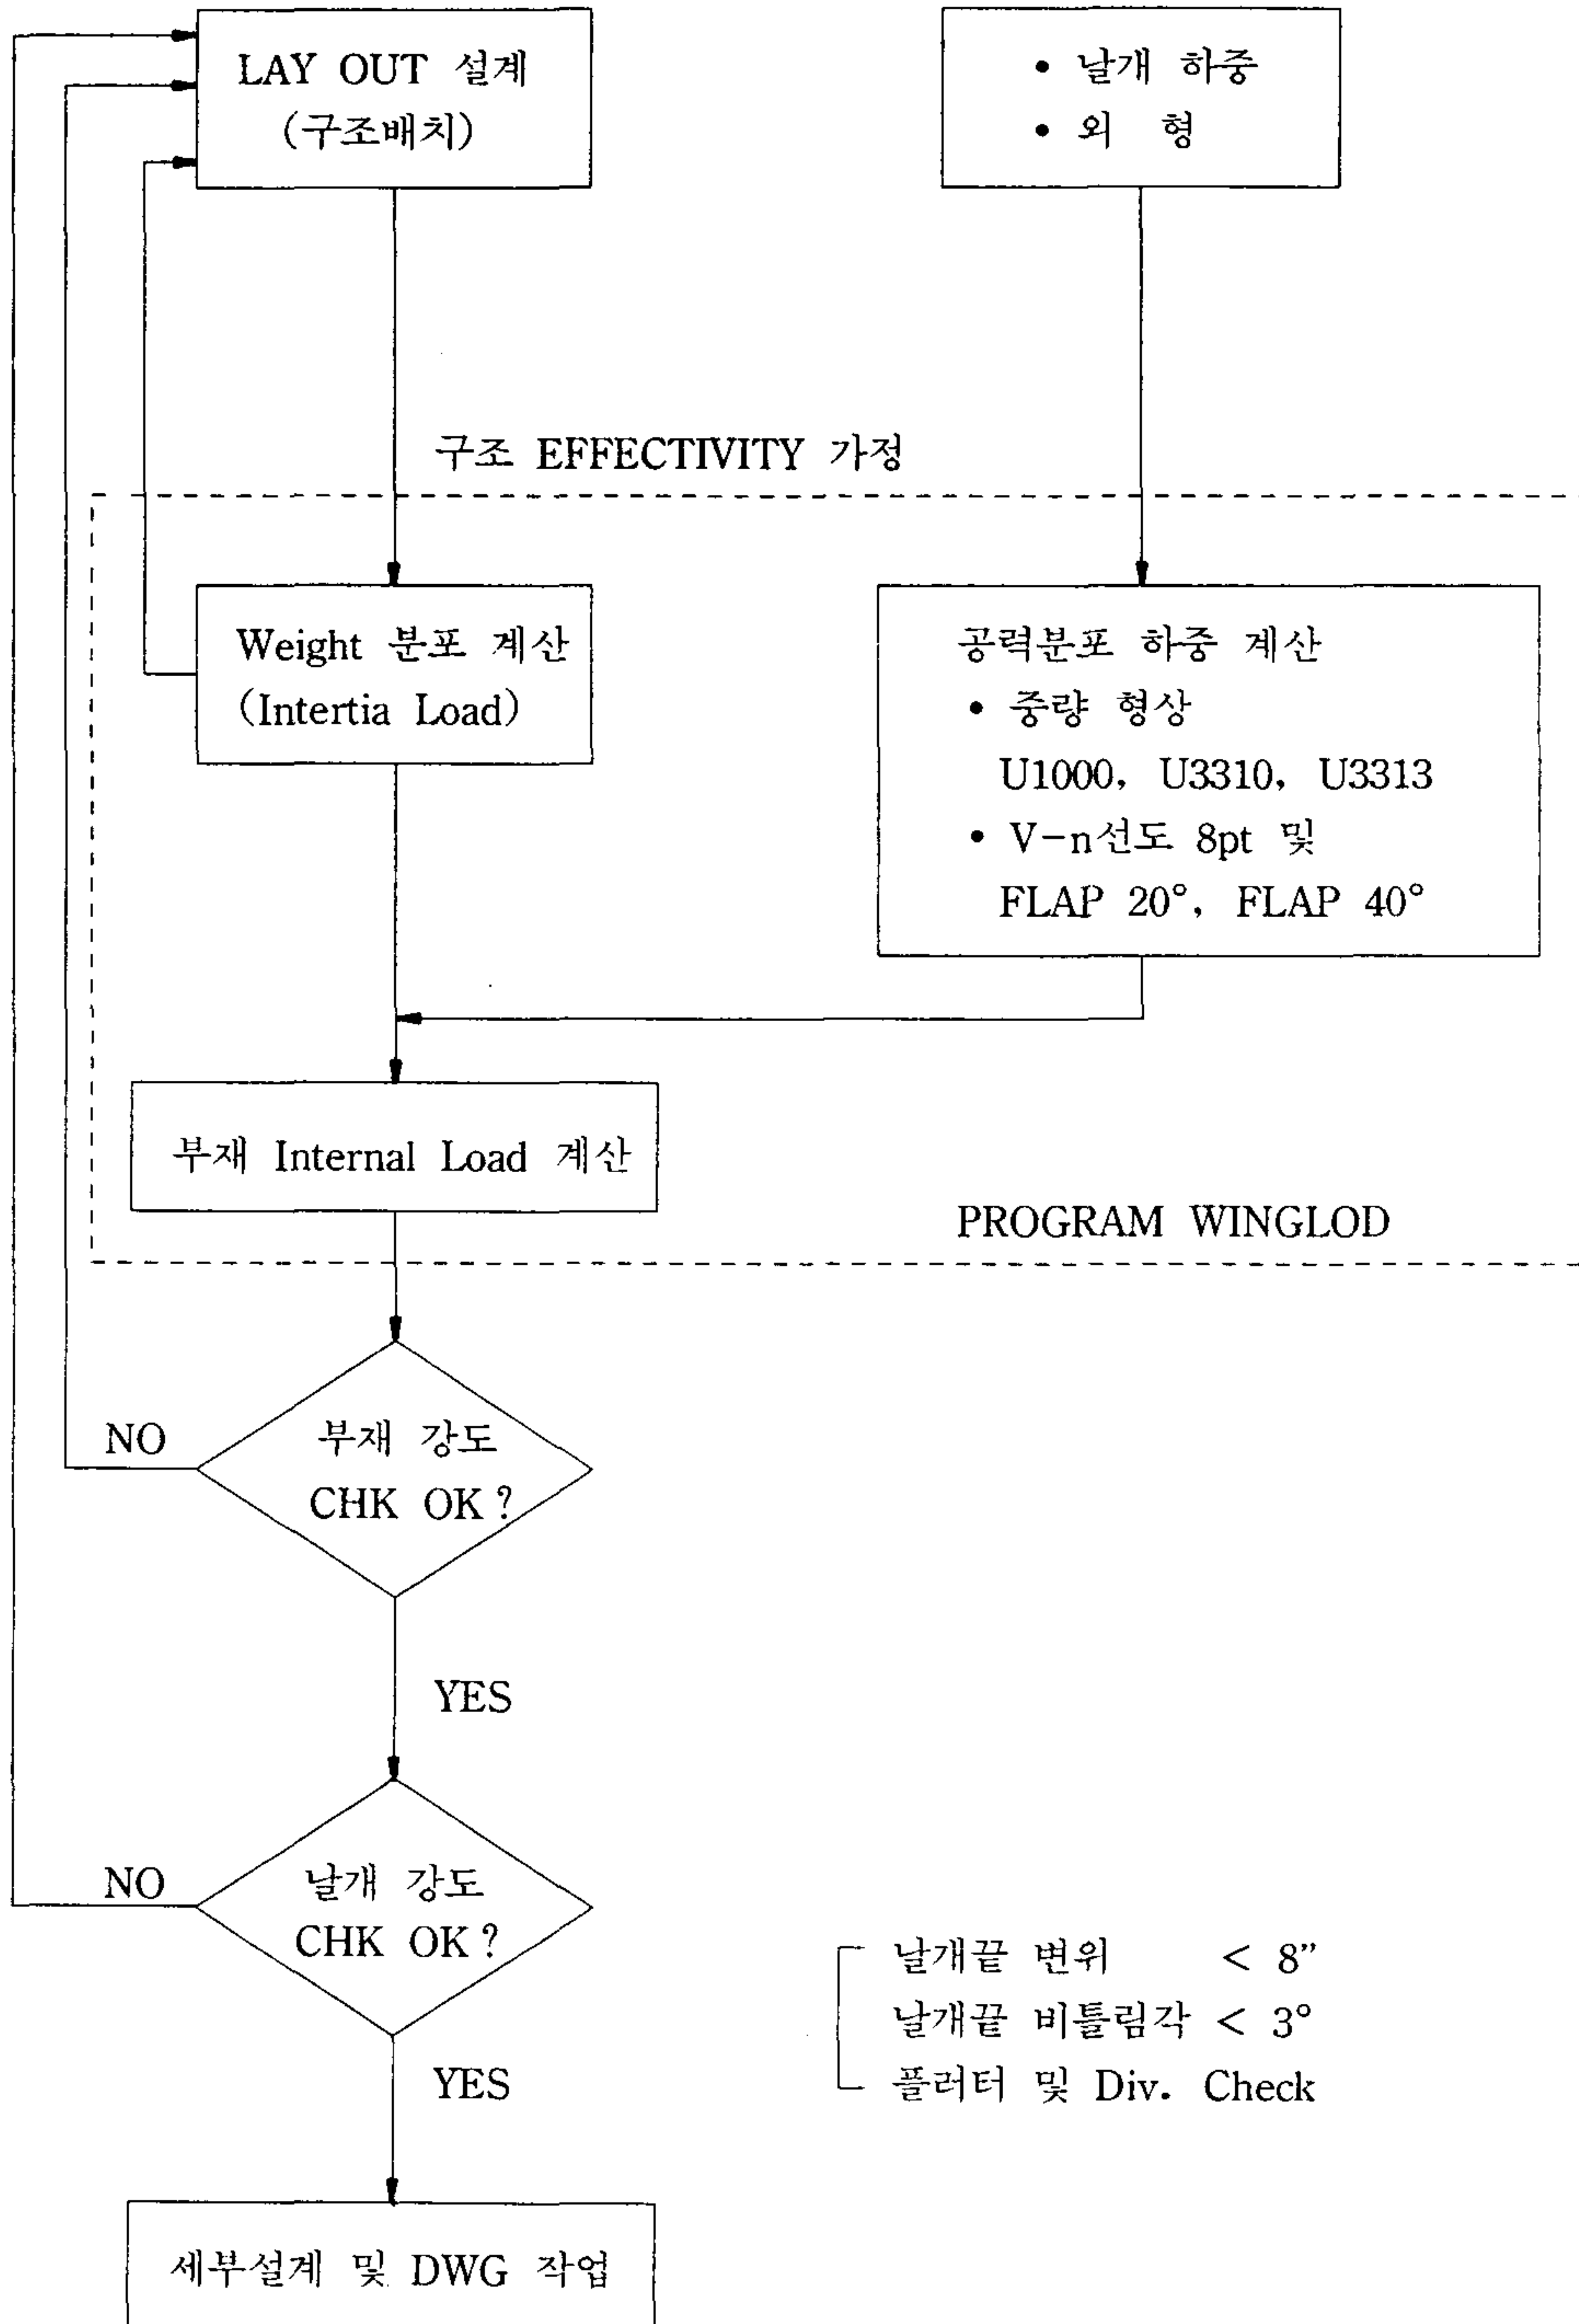 LAY OUT 설계
(구조배치)
• 날개 하중
• 외 형
구조 EFFECTIVITY 가정
Weight 분포 계산
(Intertia Load)
공력분포 하중 계산
• 중량 형상
U1000, U3310, U3313
• V-n선도 8pt 및
FLAP 20°, FLAP 40°
부재 Internal Load 계산
PROGRAM WINGLOD
부재 강도
CHK OK?
NO
YES
날개 강도
CHK OK?
NO
YES
날개끝 변위 < 8”
날개끝 비틀림각 < 3°
플러터 및 Div. Check
세부설계 및 DWG 작업